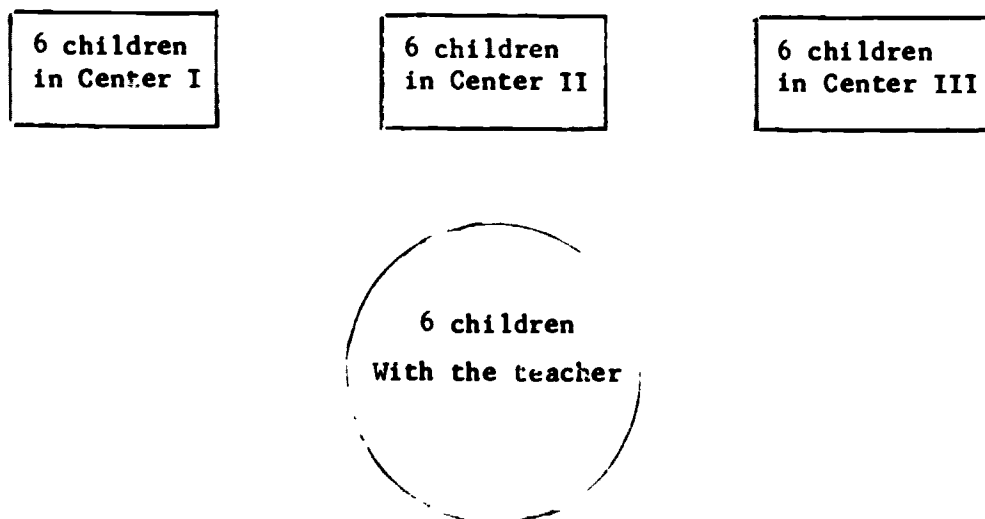 6 children
in Center I
6 children
in Center II
6 children
in Center III
6 children
With the teacher